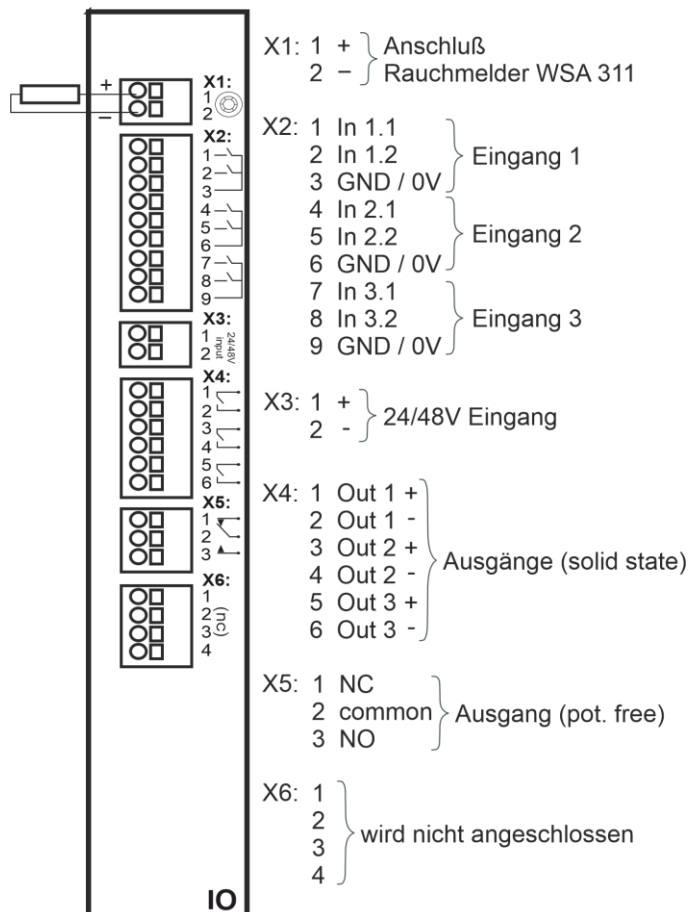 +
−
X1:
1
2
X2:
1
2
3
4
5
6
7
8
9
X3:
1
2
24/48V
input
X4:
1
2
3
4
5
6
X5:
1
2
3
X6:
1
2
3
4
(nc)
IO
X1: 1 + Anschluß
2 − Rauchmelder WSA 311
X2: 1 In 1.1
2 In 1.2 Eingang 1
3 GND / 0V
4 In 2.1
5 In 2.2 Eingang 2
6 GND / 0V
7 In 3.1
8 In 3.2 Eingang 3
9 GND / 0V
X3: 1 + 24/48V Eingang
2 -
X4: 1 Out 1 +
2 Out 1 -
3 Out 2 + Ausgänge (solid state)
4 Out 2 -
5 Out 3 +
6 Out 3 -
X5: 1 NC
2 common Ausgang (pot. free)
3 NO
X6: 1
2 wird nicht angeschlossen
3
4